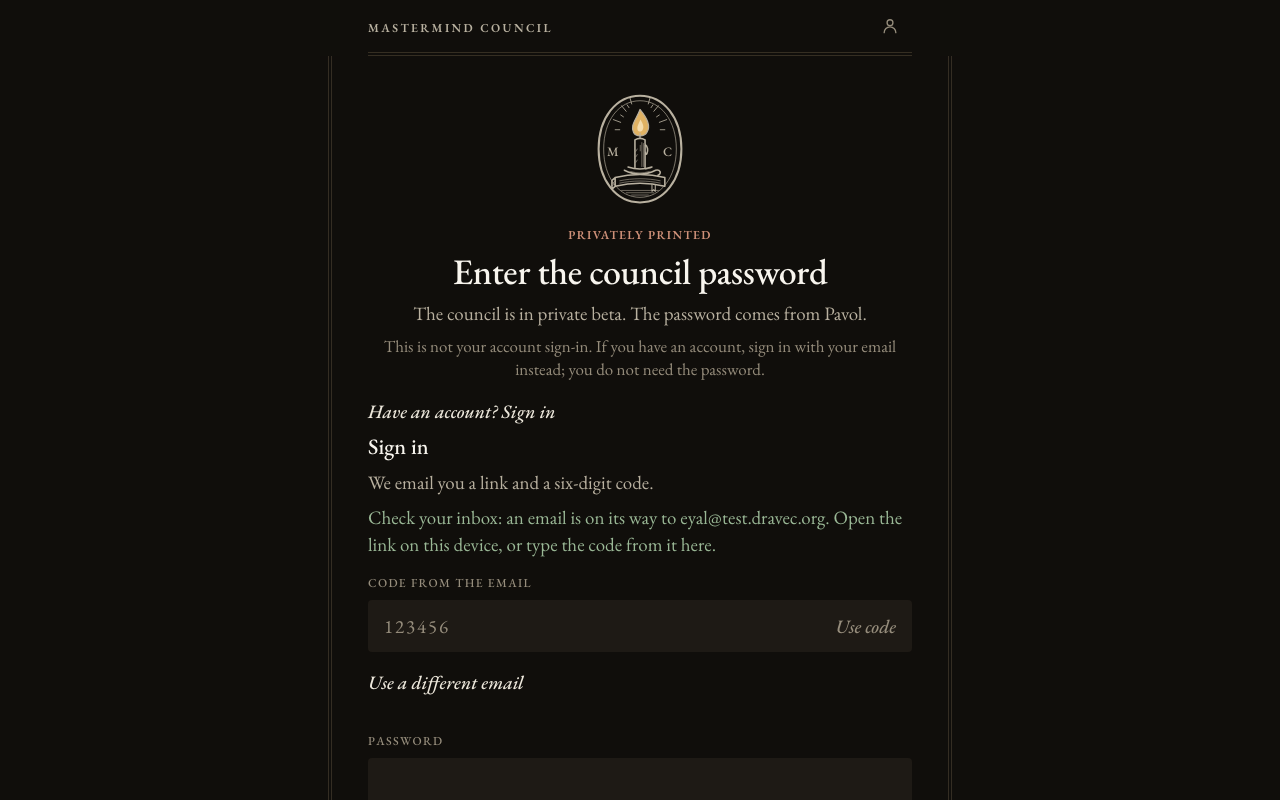 MASTERMIND COUNCIL
M C
PRIVATELY PRINTED
Enter the council password
The council is in private beta. The password comes from Pavol.
This is not your account sign-in. If you have an account, sign in with your email
instead; you do not need the password.
Have an account? Sign in
Sign in
We email you a link and a six-digit code.
Check your inbox: an email is on its way to eyal@test.dravec.org. Open the
link on this device, or type the code from it here.
CODE FROM THE EMAIL
123456 Use code
Use a different email
PASSWORD